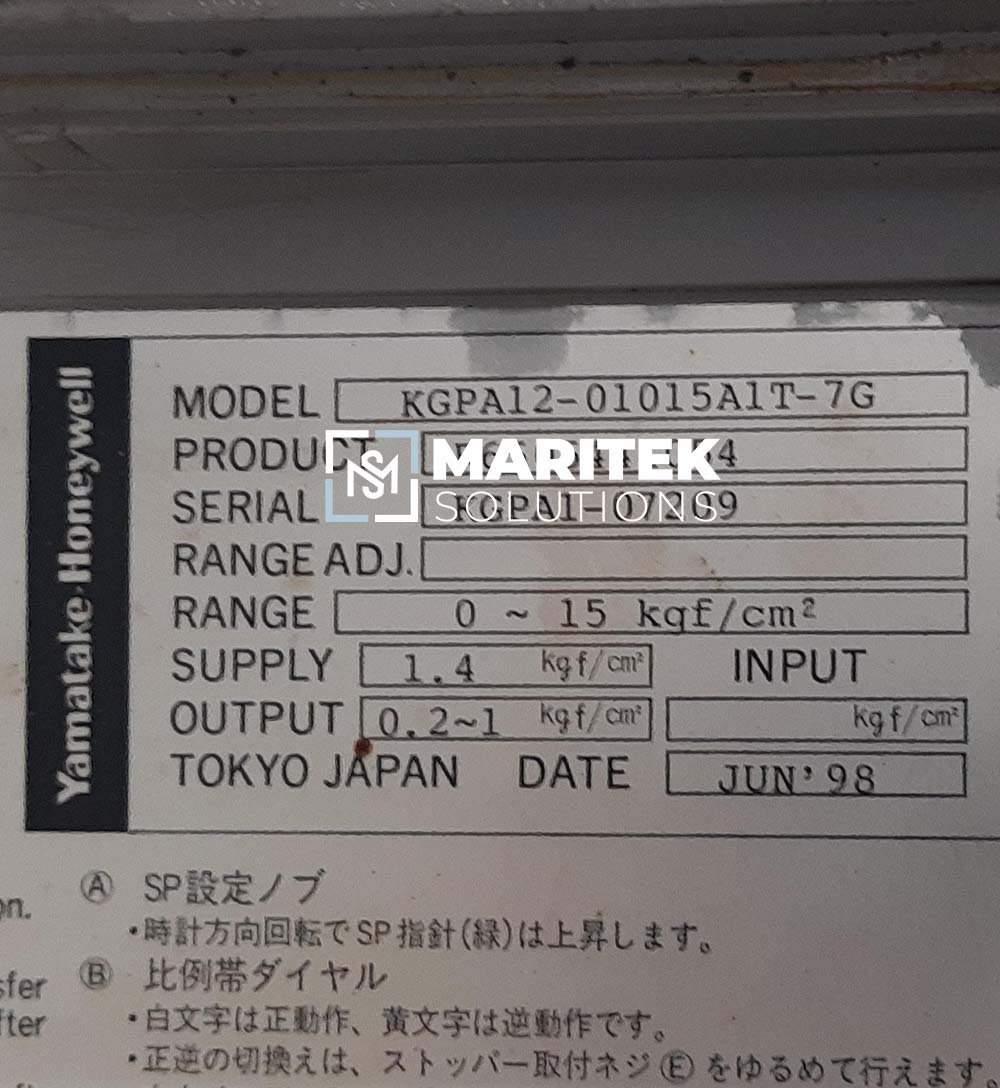 Yamatake-Honeywell
MODEL KGPA12-01015A1T-7G
PRODUCT
MARITEK
SERIAL
SOLUTIONS
RANGE ADJ.
RANGE 0 ~ 15 kgf/cm²
SUPPLY 1.4 kgf/cm² INPUT
OUTPUT 0.2~1 kgf/cm² kgf/cm²
TOKYO JAPAN DATE JUN'98
Ⓐ SP設定ノブ
・時計方向回転でSP指針(緑)は上昇します。
Ⓑ 比例帯ダイヤル
・白文字は正動作、黄文字は逆動作です。
・正逆の切換えは、ストッパー取付ネジⒺをゆるめて行えます。